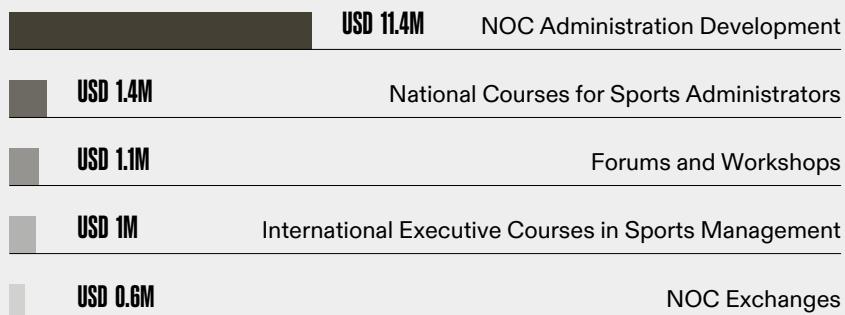 USD 11.4M NOC Administration Development
USD 1.4M National Courses for Sports Administrators
USD 1.1M Forums and Workshops
USD 1M International Executive Courses in Sports Management
USD 0.6M NOC Exchanges